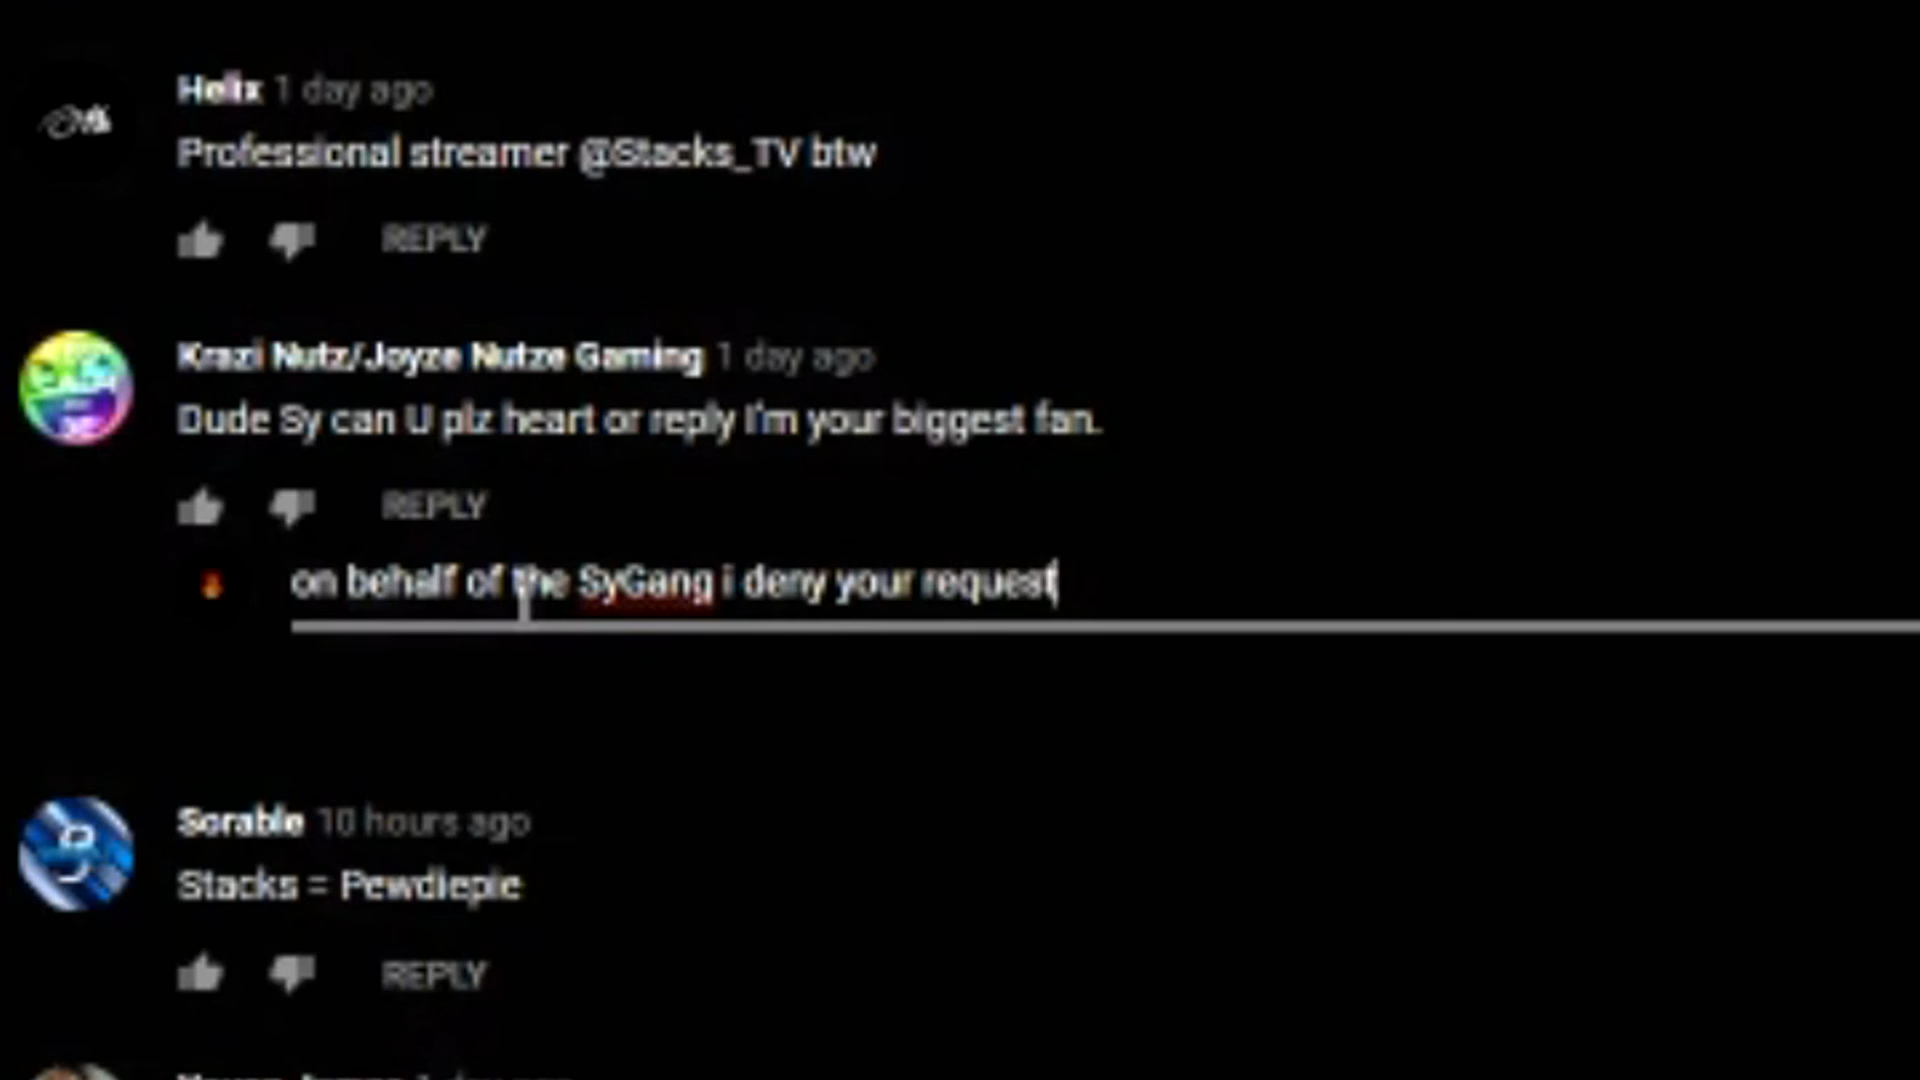 Helix 1 day ago
Professional streamer @Stacks_TV btw
REPLY
Krazi Nutz/Joyze Nutze Gaming 1 day ago
Dude Sy can U plz heart or reply I'm your biggest fan.
REPLY
on behalf of the SyGang i deny your request
Sorable 10 hours ago
Stacks = Pewdiepie
REPLY